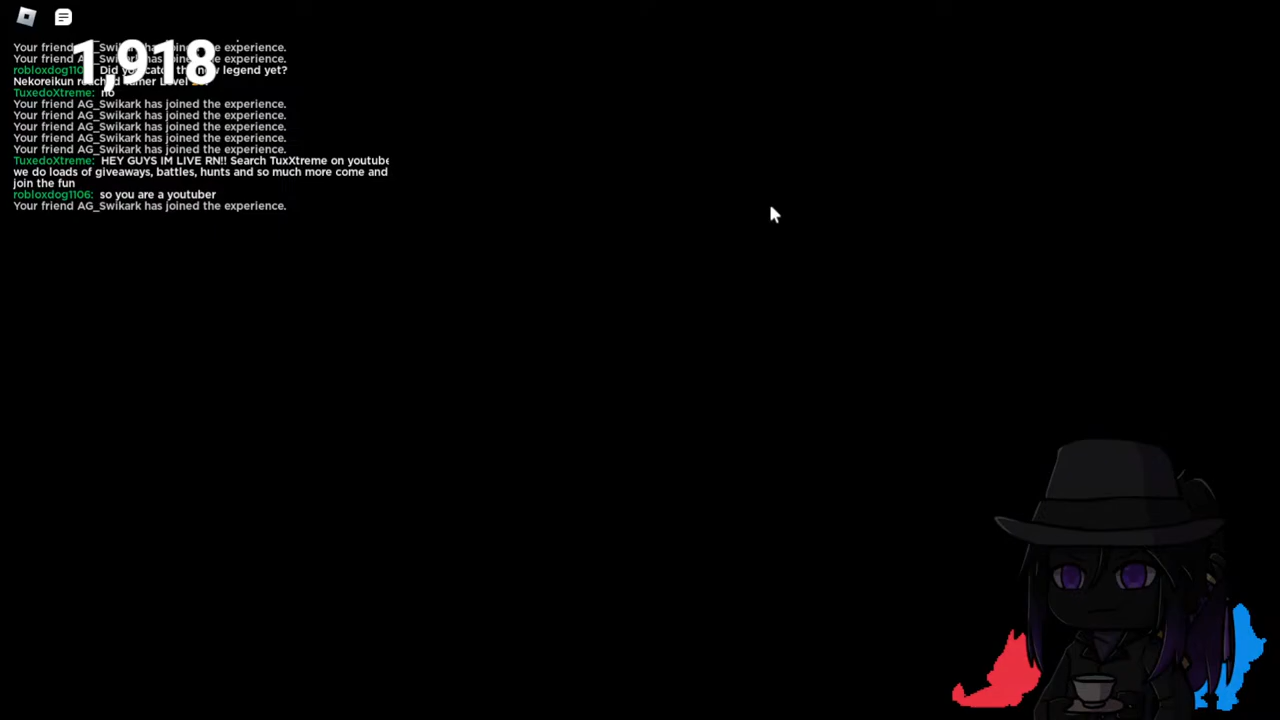 1,918
Your friend AG_Swikark has joined the experience.
Your friend AG_Swikark has joined the experience.
robloxdog110 Did you catch the new legend yet?
Nekoreikun reached Tamer Level
TuxedoXtreme: no
Your friend AG_Swikark has joined the experience.
Your friend AG_Swikark has joined the experience.
Your friend AG_Swikark has joined the experience.
Your friend AG_Swikark has joined the experience.
Your friend AG_Swikark has joined the experience.
TuxedoXtreme: HEY GUYS IM LIVE RN!! Search TuxXtreme on youtube
we do loads of giveaways, battles, hunts and so much more come and
join the fun
robloxdog1106: so you are a youtuber
Your friend AG_Swikark has joined the experience.